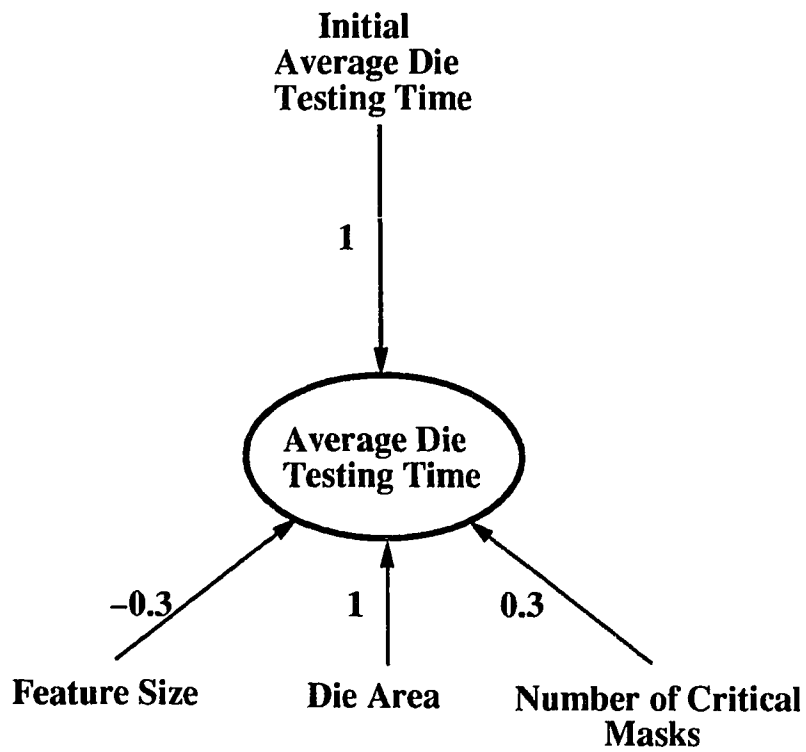 Initial
Average Die
Testing Time
1
Average Die
Testing Time
−0.3
1
0.3
Feature Size
Die Area
Number of Critical
Masks